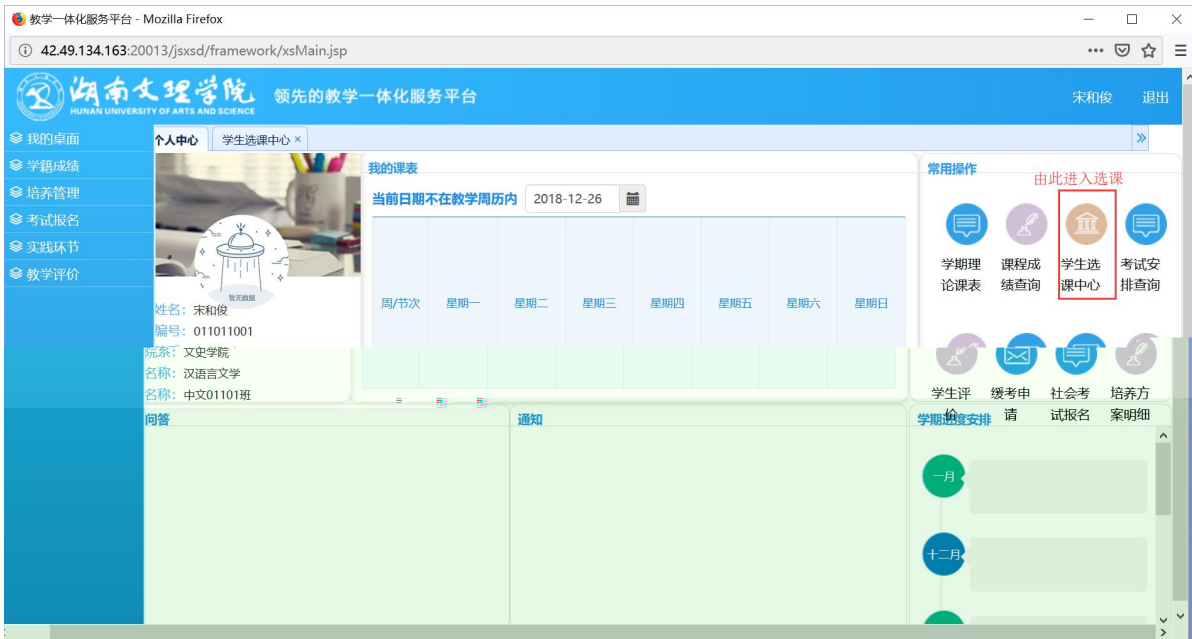 教学一体化服务平台 - Mozilla Firefox
42.49.134.163:20013/jsxsd/framework/xsMain.jsp
湖南文理学院
HUNAN UNIVERSITY OF ARTS AND SCIENCE
领先的教学一体化服务平台
宋和俊 退出
我的桌面
学籍成绩
培养管理
考试报名
实践环节
教学评价
个人中心 学生选课中心 ×
暂无数据
姓名：宋和俊
编号：011011001
院系：文史学院
名称：汉语言文学
名称：中文01101班
我的课表
当前日期不在教学周历内 2018-12-26
周/节次 星期一 星期二 星期三 星期四 星期五 星期六 星期日
常用操作
由此进入选课
学期理论课表
课程成绩查询
学生选课中心
考试安排查询
学生评价
缓考申请
社会考试报名
培养方案明细
问答
通知
学期进度安排
一月
十二月